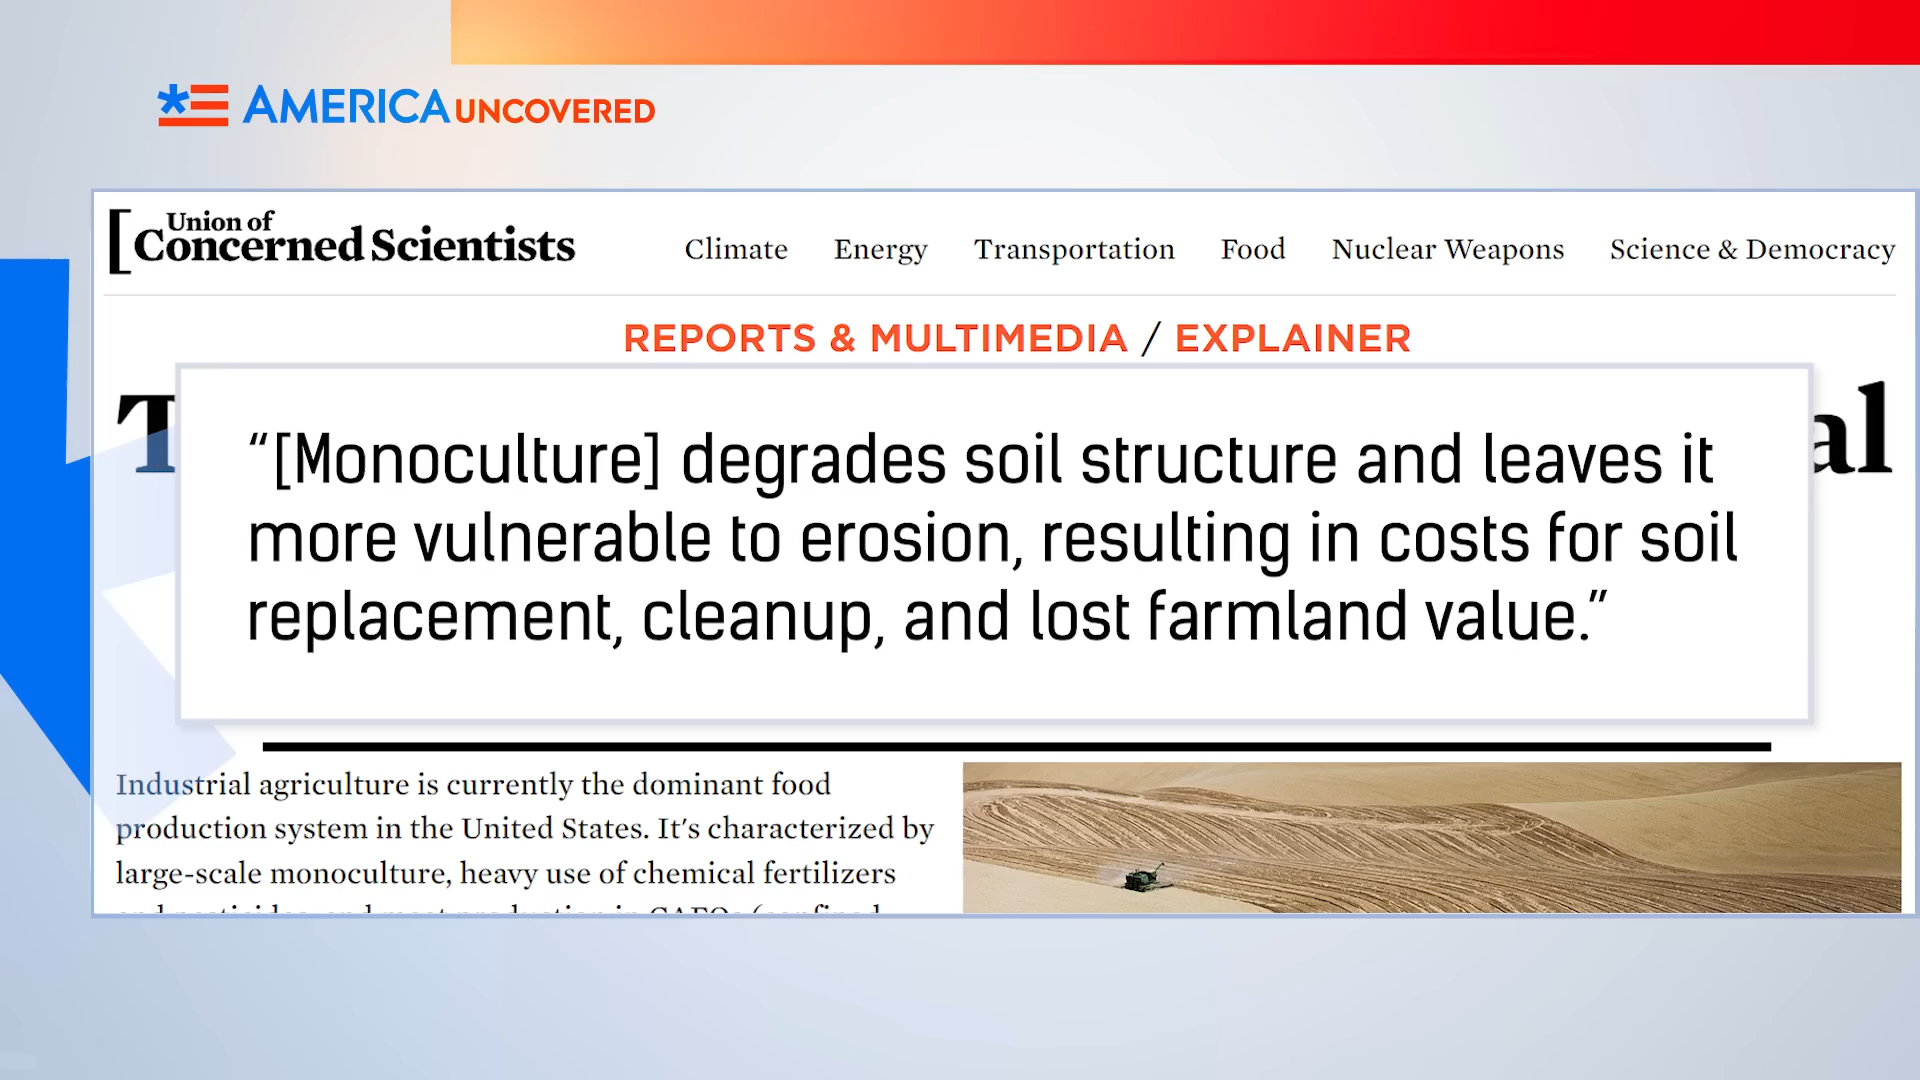 AMERICA UNCOVERED
Union of
Concerned Scientists
Climate Energy Transportation Food Nuclear Weapons Science & Democracy
REPORTS & MULTIMEDIA / EXPLAINER
“[Monoculture] degrades soil structure and leaves it
more vulnerable to erosion, resulting in costs for soil
replacement, cleanup, and lost farmland value.”
Industrial agriculture is currently the dominant food
production system in the United States. It's characterized by
large-scale monoculture, heavy use of chemical fertilizers